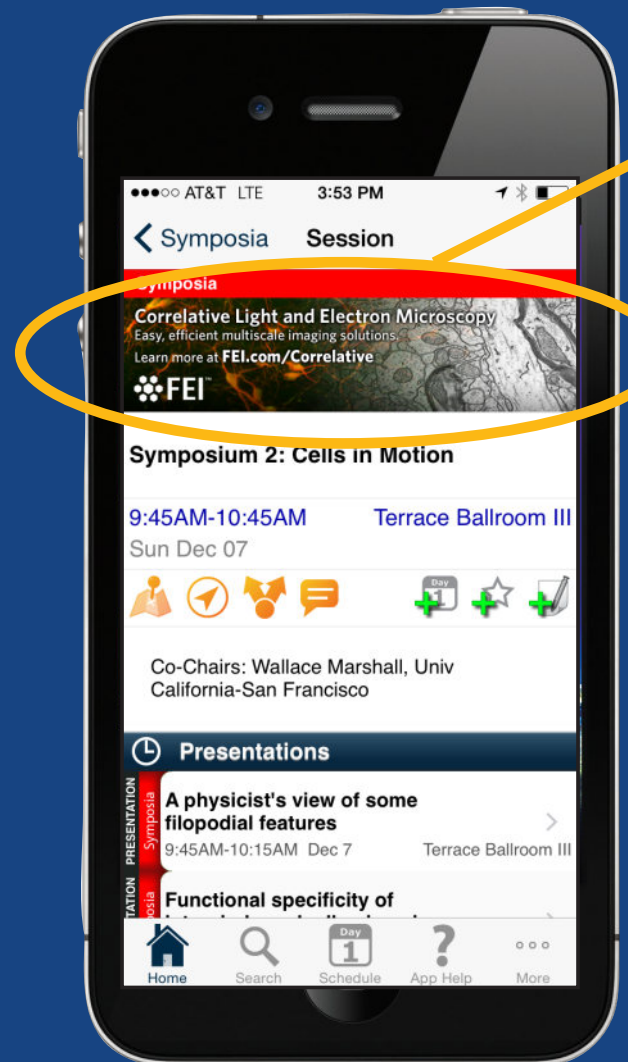 AT&T LTE 3:53 PM
Symposia Session
Symposia
Correlative Light and Electron Microscopy
Easy, efficient multiscale imaging solutions.
Learn more at FEI.com/Correlative
FEI™
Symposium 2: Cells in Motion
9:45AM-10:45AM Terrace Ballroom III
Sun Dec 07
Day
1
Co-Chairs: Wallace Marshall, Univ
California-San Francisco
Presentations
PRESENTATION
Symposia
A physicist's view of some
filopodial features
9:45AM-10:15AM Dec 7 Terrace Ballroom III
Functional specificity of
Home Search Day 1 Schedule ? App Help More